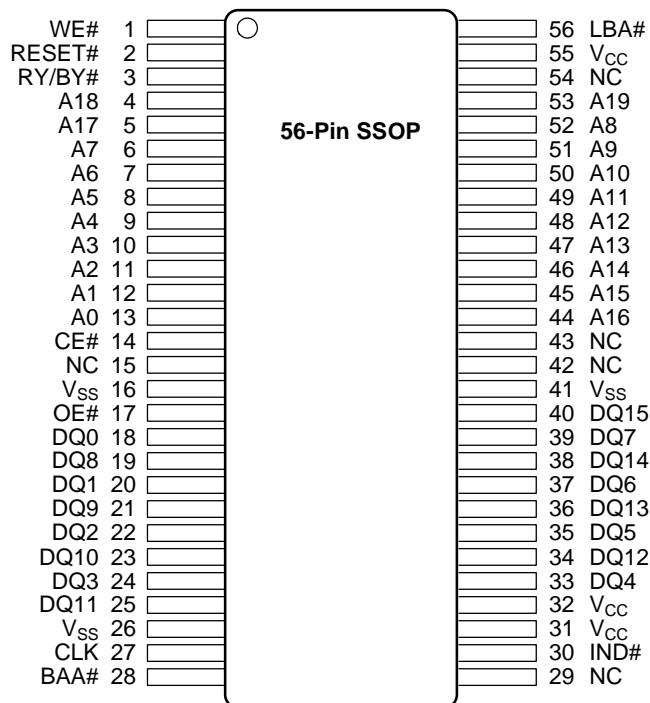 WE# 1 56 LBA#
RESET# 2 55 VCC
RY/BY# 3 54 NC
A18 4 53 A19
A17 5 56-Pin SSOP 52 A8
A7 6 51 A9
A6 7 50 A10
A5 8 49 A11
A4 9 48 A12
A3 10 47 A13
A2 11 46 A14
A1 12 45 A15
A0 13 44 A16
CE# 14 43 NC
NC 15 42 NC
VSS 16 41 VSS
OE# 17 40 DQ15
DQ0 18 39 DQ7
DQ8 19 38 DQ14
DQ1 20 37 DQ6
DQ9 21 36 DQ13
DQ2 22 35 DQ5
DQ10 23 34 DQ12
DQ3 24 33 DQ4
DQ11 25 32 VCC
VSS 26 31 VCC
CLK 27 30 IND#
BAA# 28 29 NC